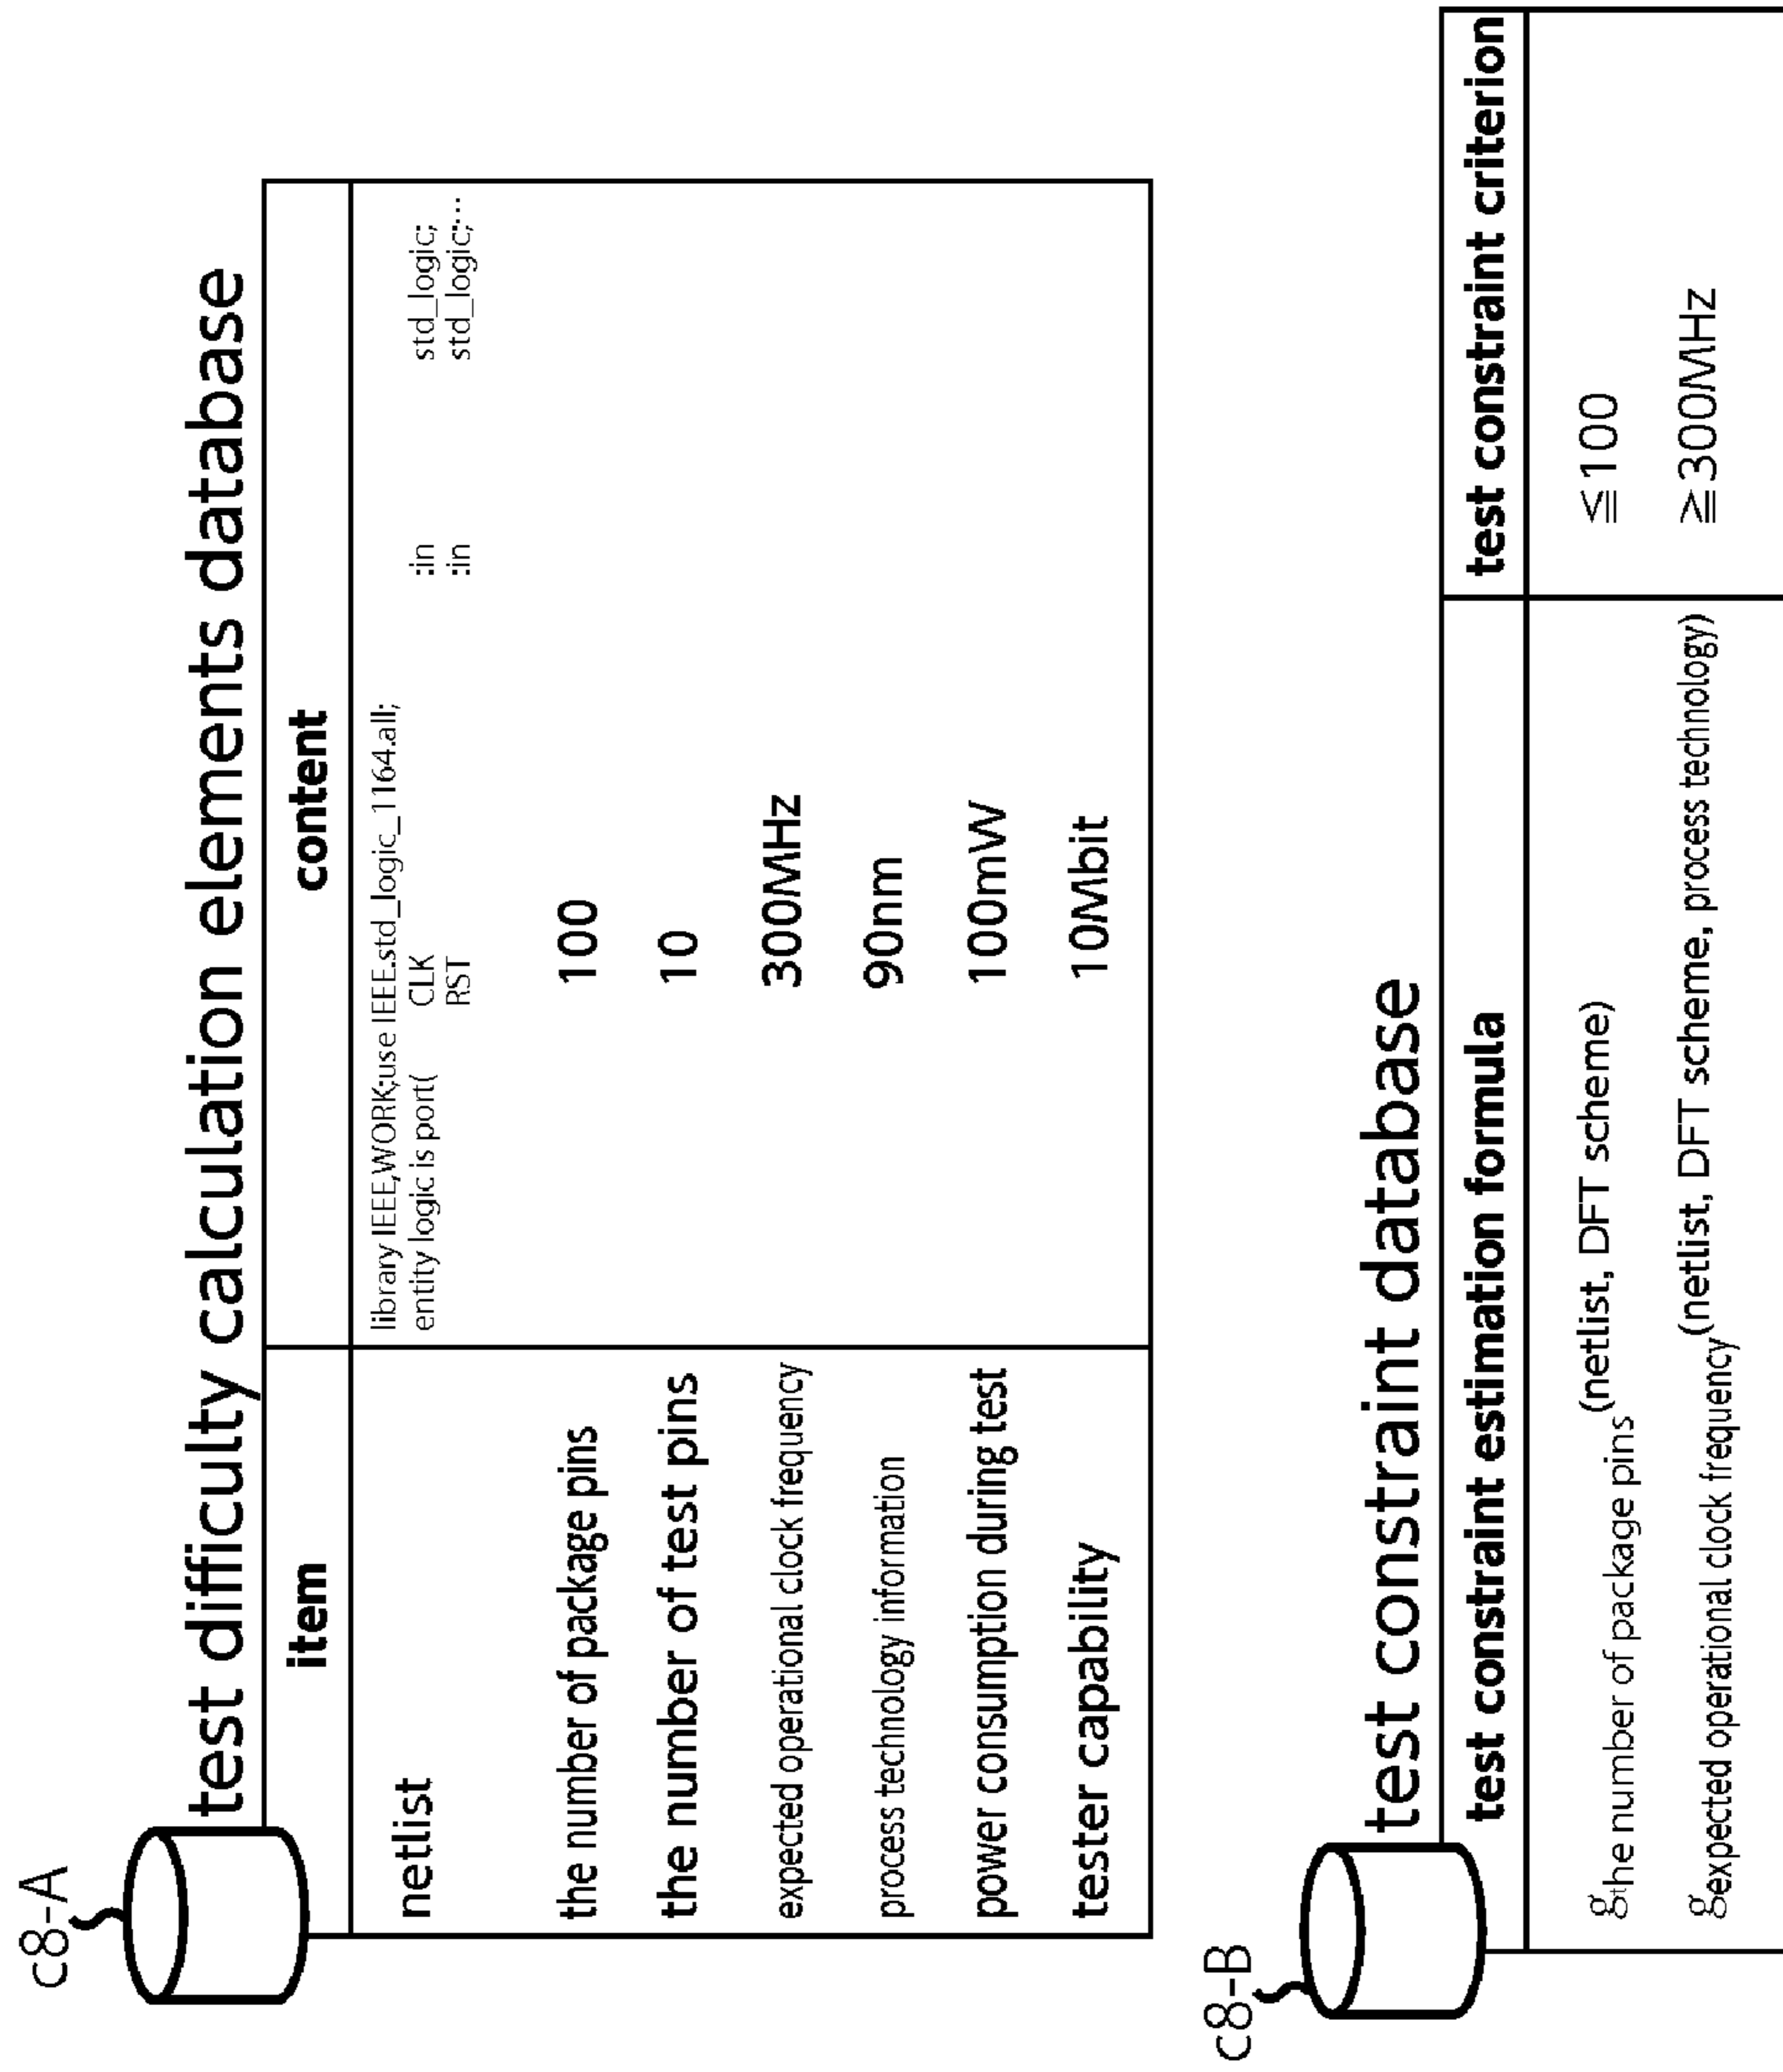 c8-A
test difficulty calculation elements database
item content
netlist library IEEE,WORK;use IEEE.std_logic_1164.all;
entity logic is port( CLK :in std_logic;
RST :in std_logic;...
the number of package pins 100
the number of test pins 10
expected operational clock frequency 300MHz
process technology information 90nm
power consumption during test 100mW
tester capability 10Mbit
c8-B
test constraint database
test constraint estimation formula test constraint criterion
gthe number of package pins(netlist, DFT scheme) ≦100
gexpected operational clock frequency(netlist, DFT scheme, process technology) ≧300MHz